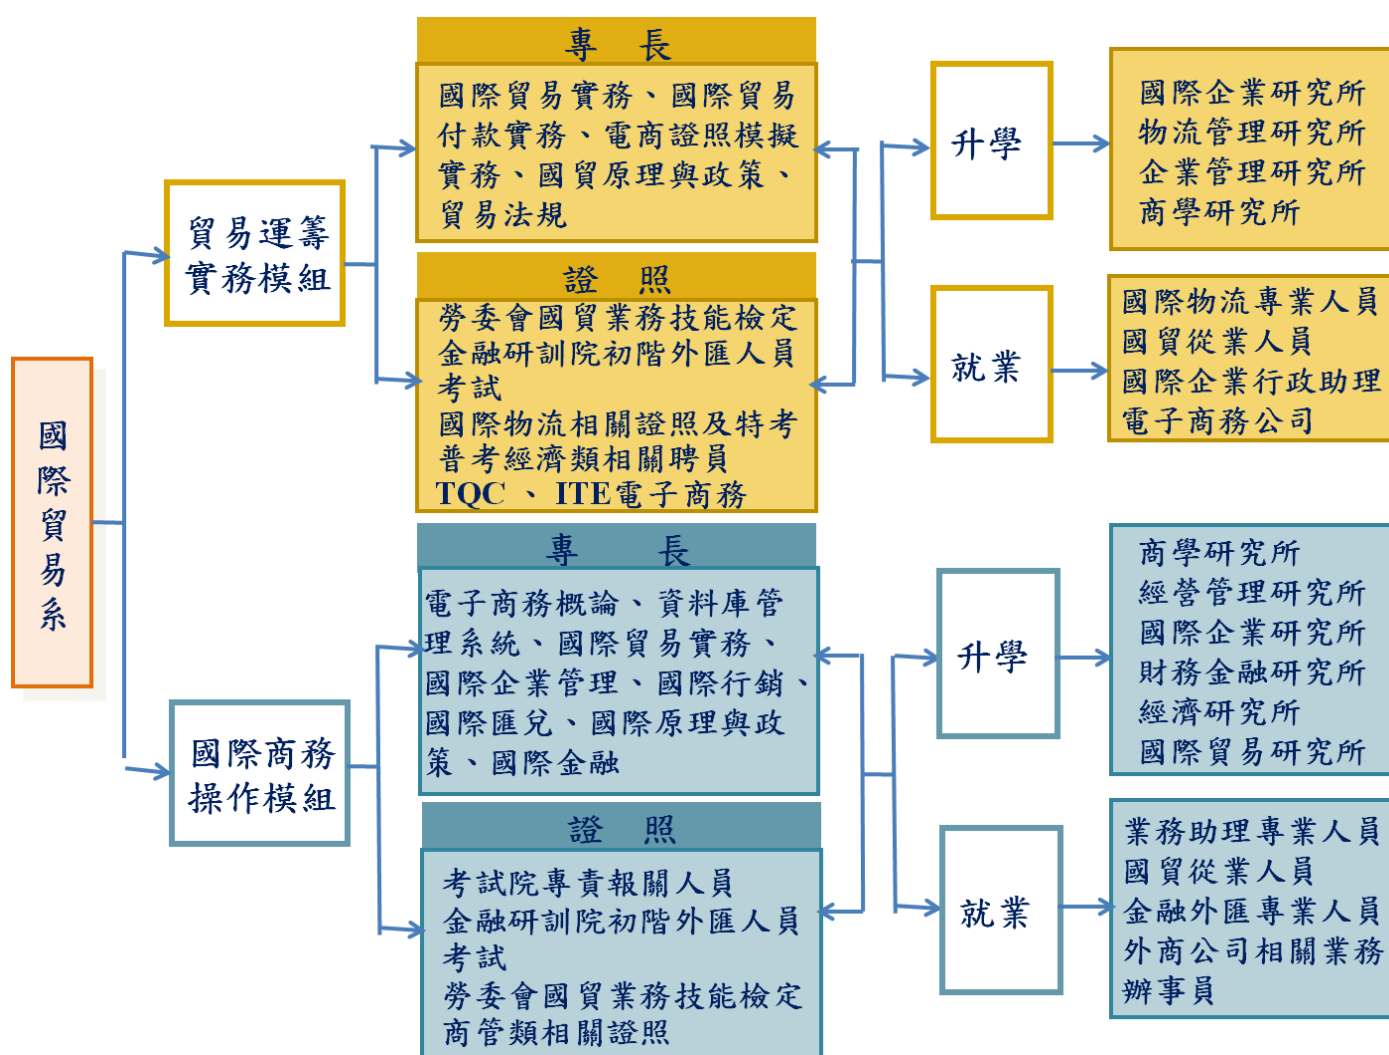 國際貿易系
貿易運籌
實務模組
專長
國際貿易實務、國際貿易
付款實務、電商證照模擬
實務、國貿原理與政策、
貿易法規
證照
勞委會國貿業務技能檢定
金融研訓院初階外匯人員
考試
國際物流相關證照及特考
普考經濟類相關聘員
TQC 、 ITE電子商務
升學
國際企業研究所
物流管理研究所
企業管理研究所
商學研究所
就業
國際物流專業人員
國貿從業人員
國際企業行政助理
電子商務公司
國際商務
操作模組
專長
電子商務概論、資料庫管
理系統、國際貿易實務、
國際企業管理、國際行銷、
國際匯兌、國際原理與政
策、國際金融
證照
考試院專責報關人員
金融研訓院初階外匯人員
考試
勞委會國貿業務技能檢定
商管類相關證照
升學
商學研究所
經營管理研究所
國際企業研究所
財務金融研究所
經濟研究所
國際貿易研究所
就業
業務助理專業人員
國貿從業人員
金融外匯專業人員
外商公司相關業務
辦事員